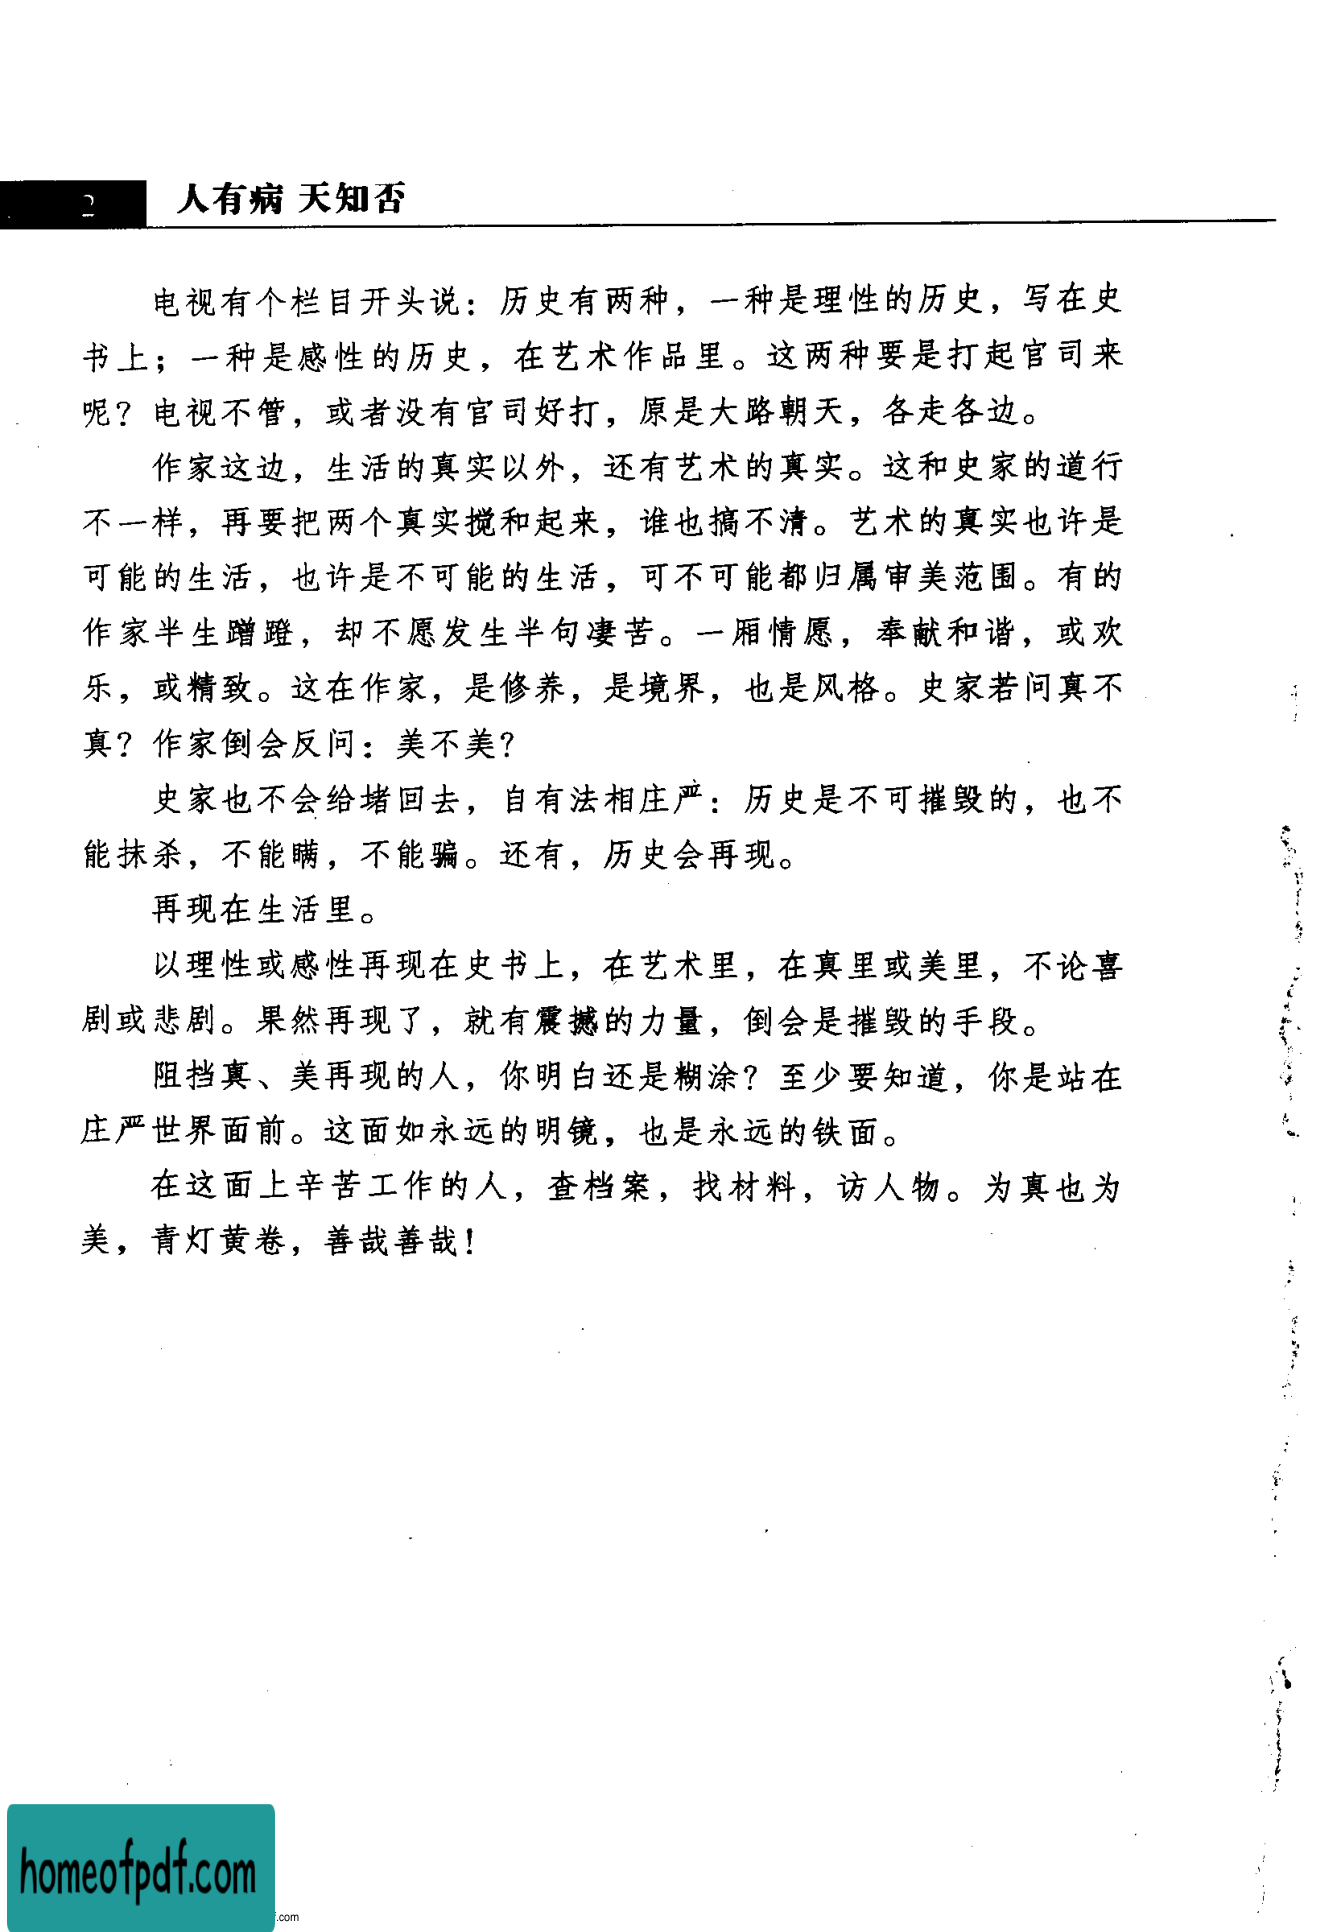 2 人有病 天知否
电视有个栏目开头说：历史有两种，一种是理性的历史，写在史
书上；一种是感性的历史，在艺术作品里。这两种要是打起官司来
呢？电视不管，或者没有官司好打，原是大路朝天，各走各边。
作家这边，生活的真实以外，还有艺术的真实。这和史家的道行
不一样，再要把两个真实搅和起来，谁也搞不清。艺术的真实也许是
可能的生活，也许是不可能的生活，可不可能都归属审美范围。有的
作家半生蹭蹬，却不愿发生半句凄苦。一厢情愿，奉献和谐，或欢
乐，或精致。这在作家，是修养，是境界，也是风格。史家若问真不
真？作家倒会反问：美不美？
史家也不会给堵回去，自有法相庄严：历史是不可摧毁的，也不
能抹杀，不能瞒，不能骗。还有，历史会再现。
再现在生活里。
以理性或感性再现在史书上，在艺术里，在真里或美里，不论喜
剧或悲剧。果然再现了，就有震撼的力量，倒会是摧毁的手段。
阻挡真、美再现的人，你明白还是糊涂？至少要知道，你是站在
庄严世界面前。这面如永远的明镜，也是永远的铁面。
在这面上辛苦工作的人，查档案，找材料，访人物。为真也为
美，青灯黄卷，善哉善哉！
homeofpdf.com
f.com